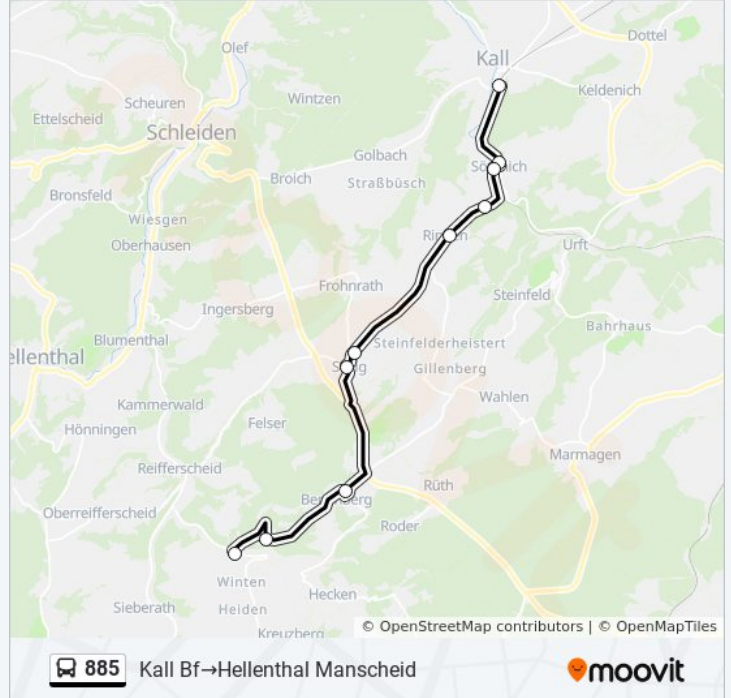 Dottel
Olef
Kall
Keldenich
Wintzen
Scheuren
Ettelscheid
Schleiden
Golbach
Broich
Straßbüsch
Bronsfeld
Wiesgen
Oberhausen
Urft
Frohnrath
Steinfeld
Ingersberg
Bahrhaus
Blumenthal
Steinfelderheistert
ellenthal
Gillenberg
Wahlen
Kammerwald
Felser
Hönningen
Marmagen
Reifferscheid
Rüth
Oberreifferscheid
Roder
Winten
Hecken
Sieberath
Heiden
Kreuzberg
© OpenStreetMap contributors | © OpenMapTiles
885 Kall Bf→Hellenthal Manscheid
moovit